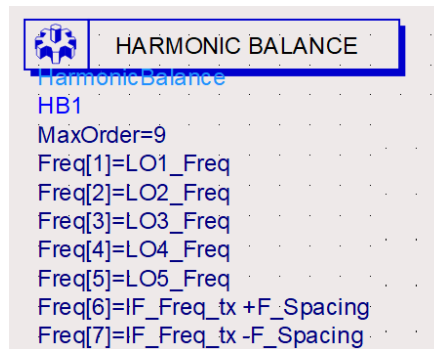 HARMONIC BALANCE
HarmonicBalance
HB1
MaxOrder=9
Freq[1]=LO1_Freq
Freq[2]=LO2_Freq
Freq[3]=LO3_Freq
Freq[4]=LO4_Freq
Freq[5]=LO5_Freq
Freq[6]=IF_Freq_tx +F_Spacing
Freq[7]=IF_Freq_tx -F_Spacing